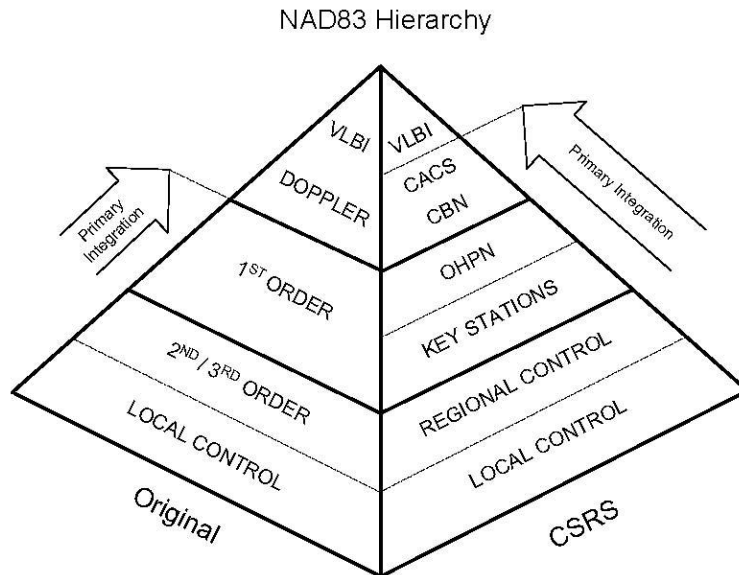 NAD83 Hierarchy
VLBI
DOPPLER
1ST ORDER
2ND / 3RD ORDER
LOCAL CONTROL
Original
Primary
Integration
VLBI
CACS
CBN
OHPN
KEY STATIONS
REGIONAL CONTROL
LOCAL CONTROL
CSRS
Primary Integration